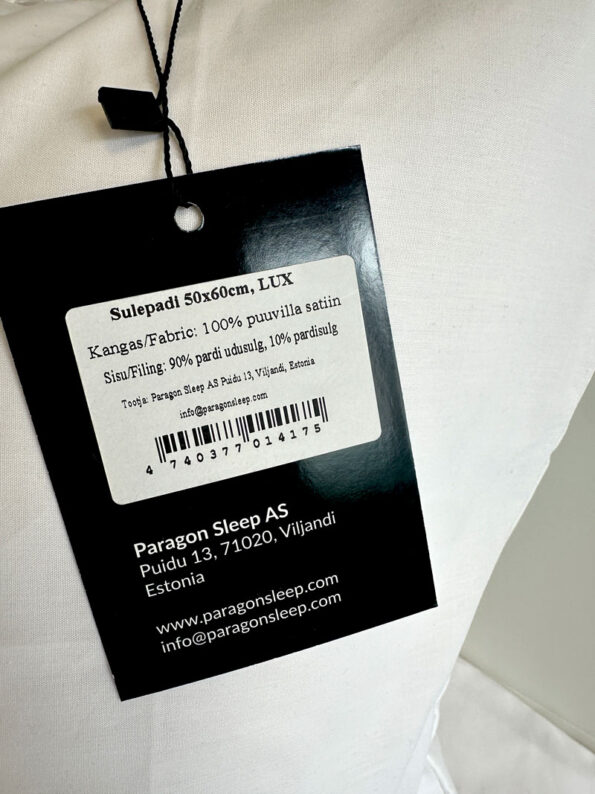 Sulepadi 50x60cm, LUX
Kangas/Fabric: 100% puuvilla satiin
Sisu/Filing: 90% pardi udusulg, 10% pardisulg
Tootja: Paragon Sleep AS Puidu 13, Viljandi, Estonia
info@paragonsleep.com
4 740377 014175
Paragon Sleep AS
Puidu 13, 71020, Viljandi
Estonia
www.paragonsleep.com
info@paragonsleep.com